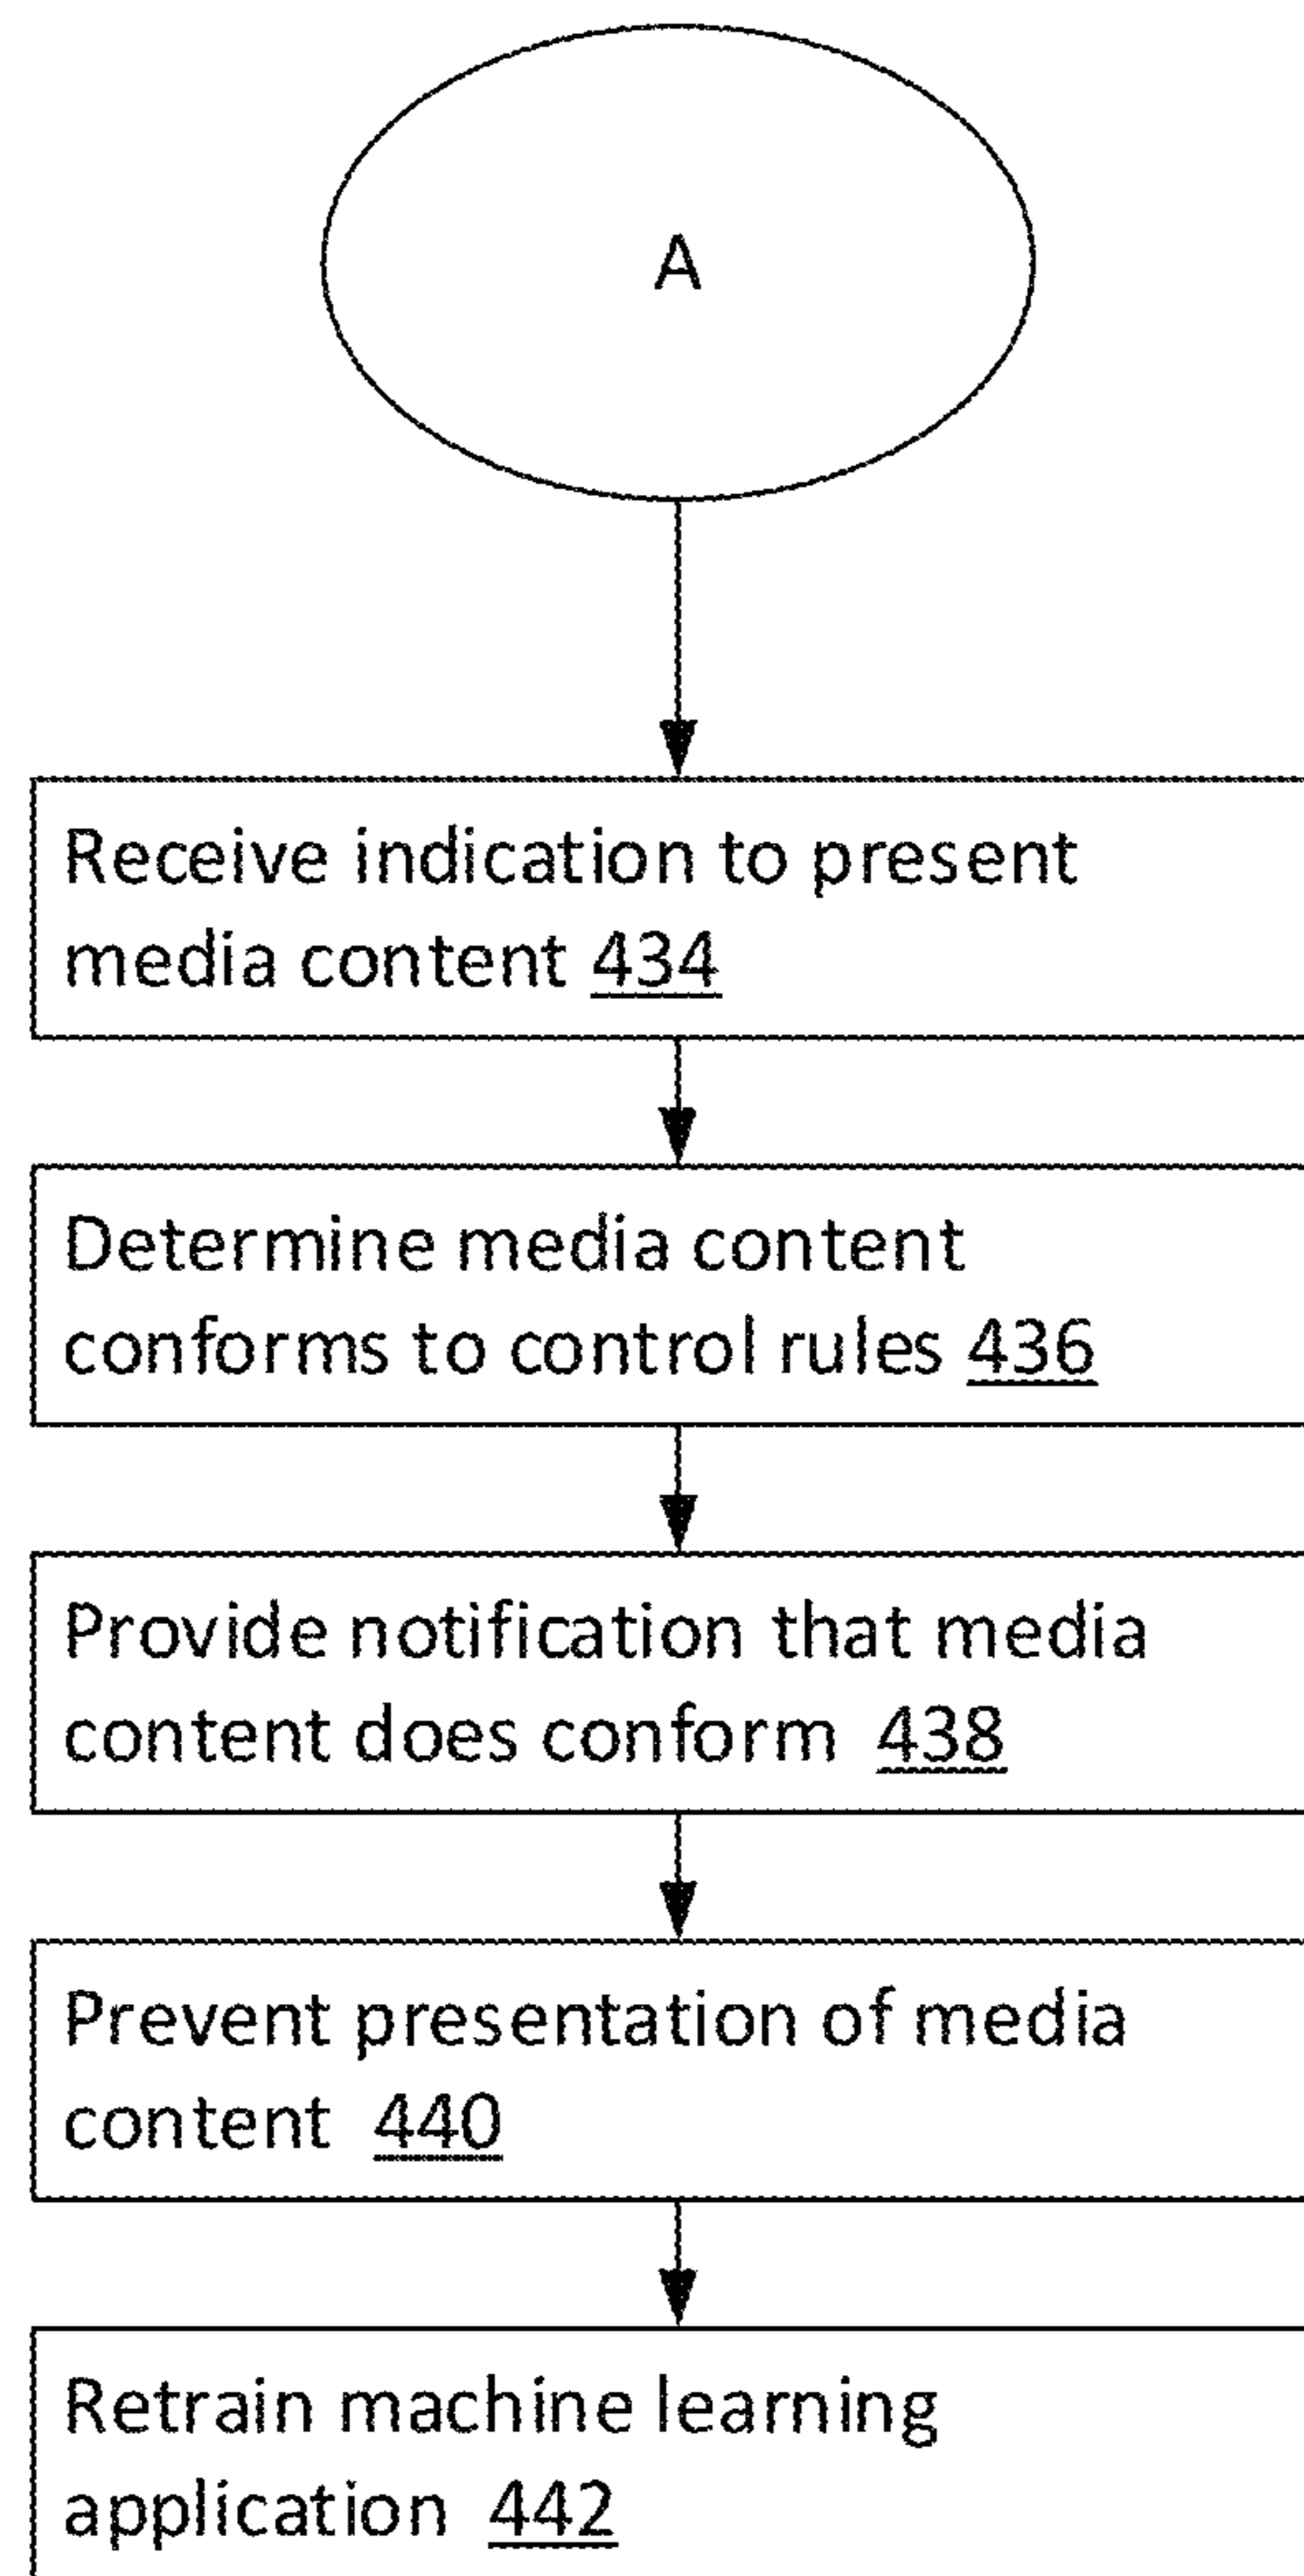 A
Receive indication to present
media content 434
Determine media content
conforms to control rules 436
Provide notification that media
content does conform 438
Prevent presentation of media
content 440
Retrain machine learning
application 442